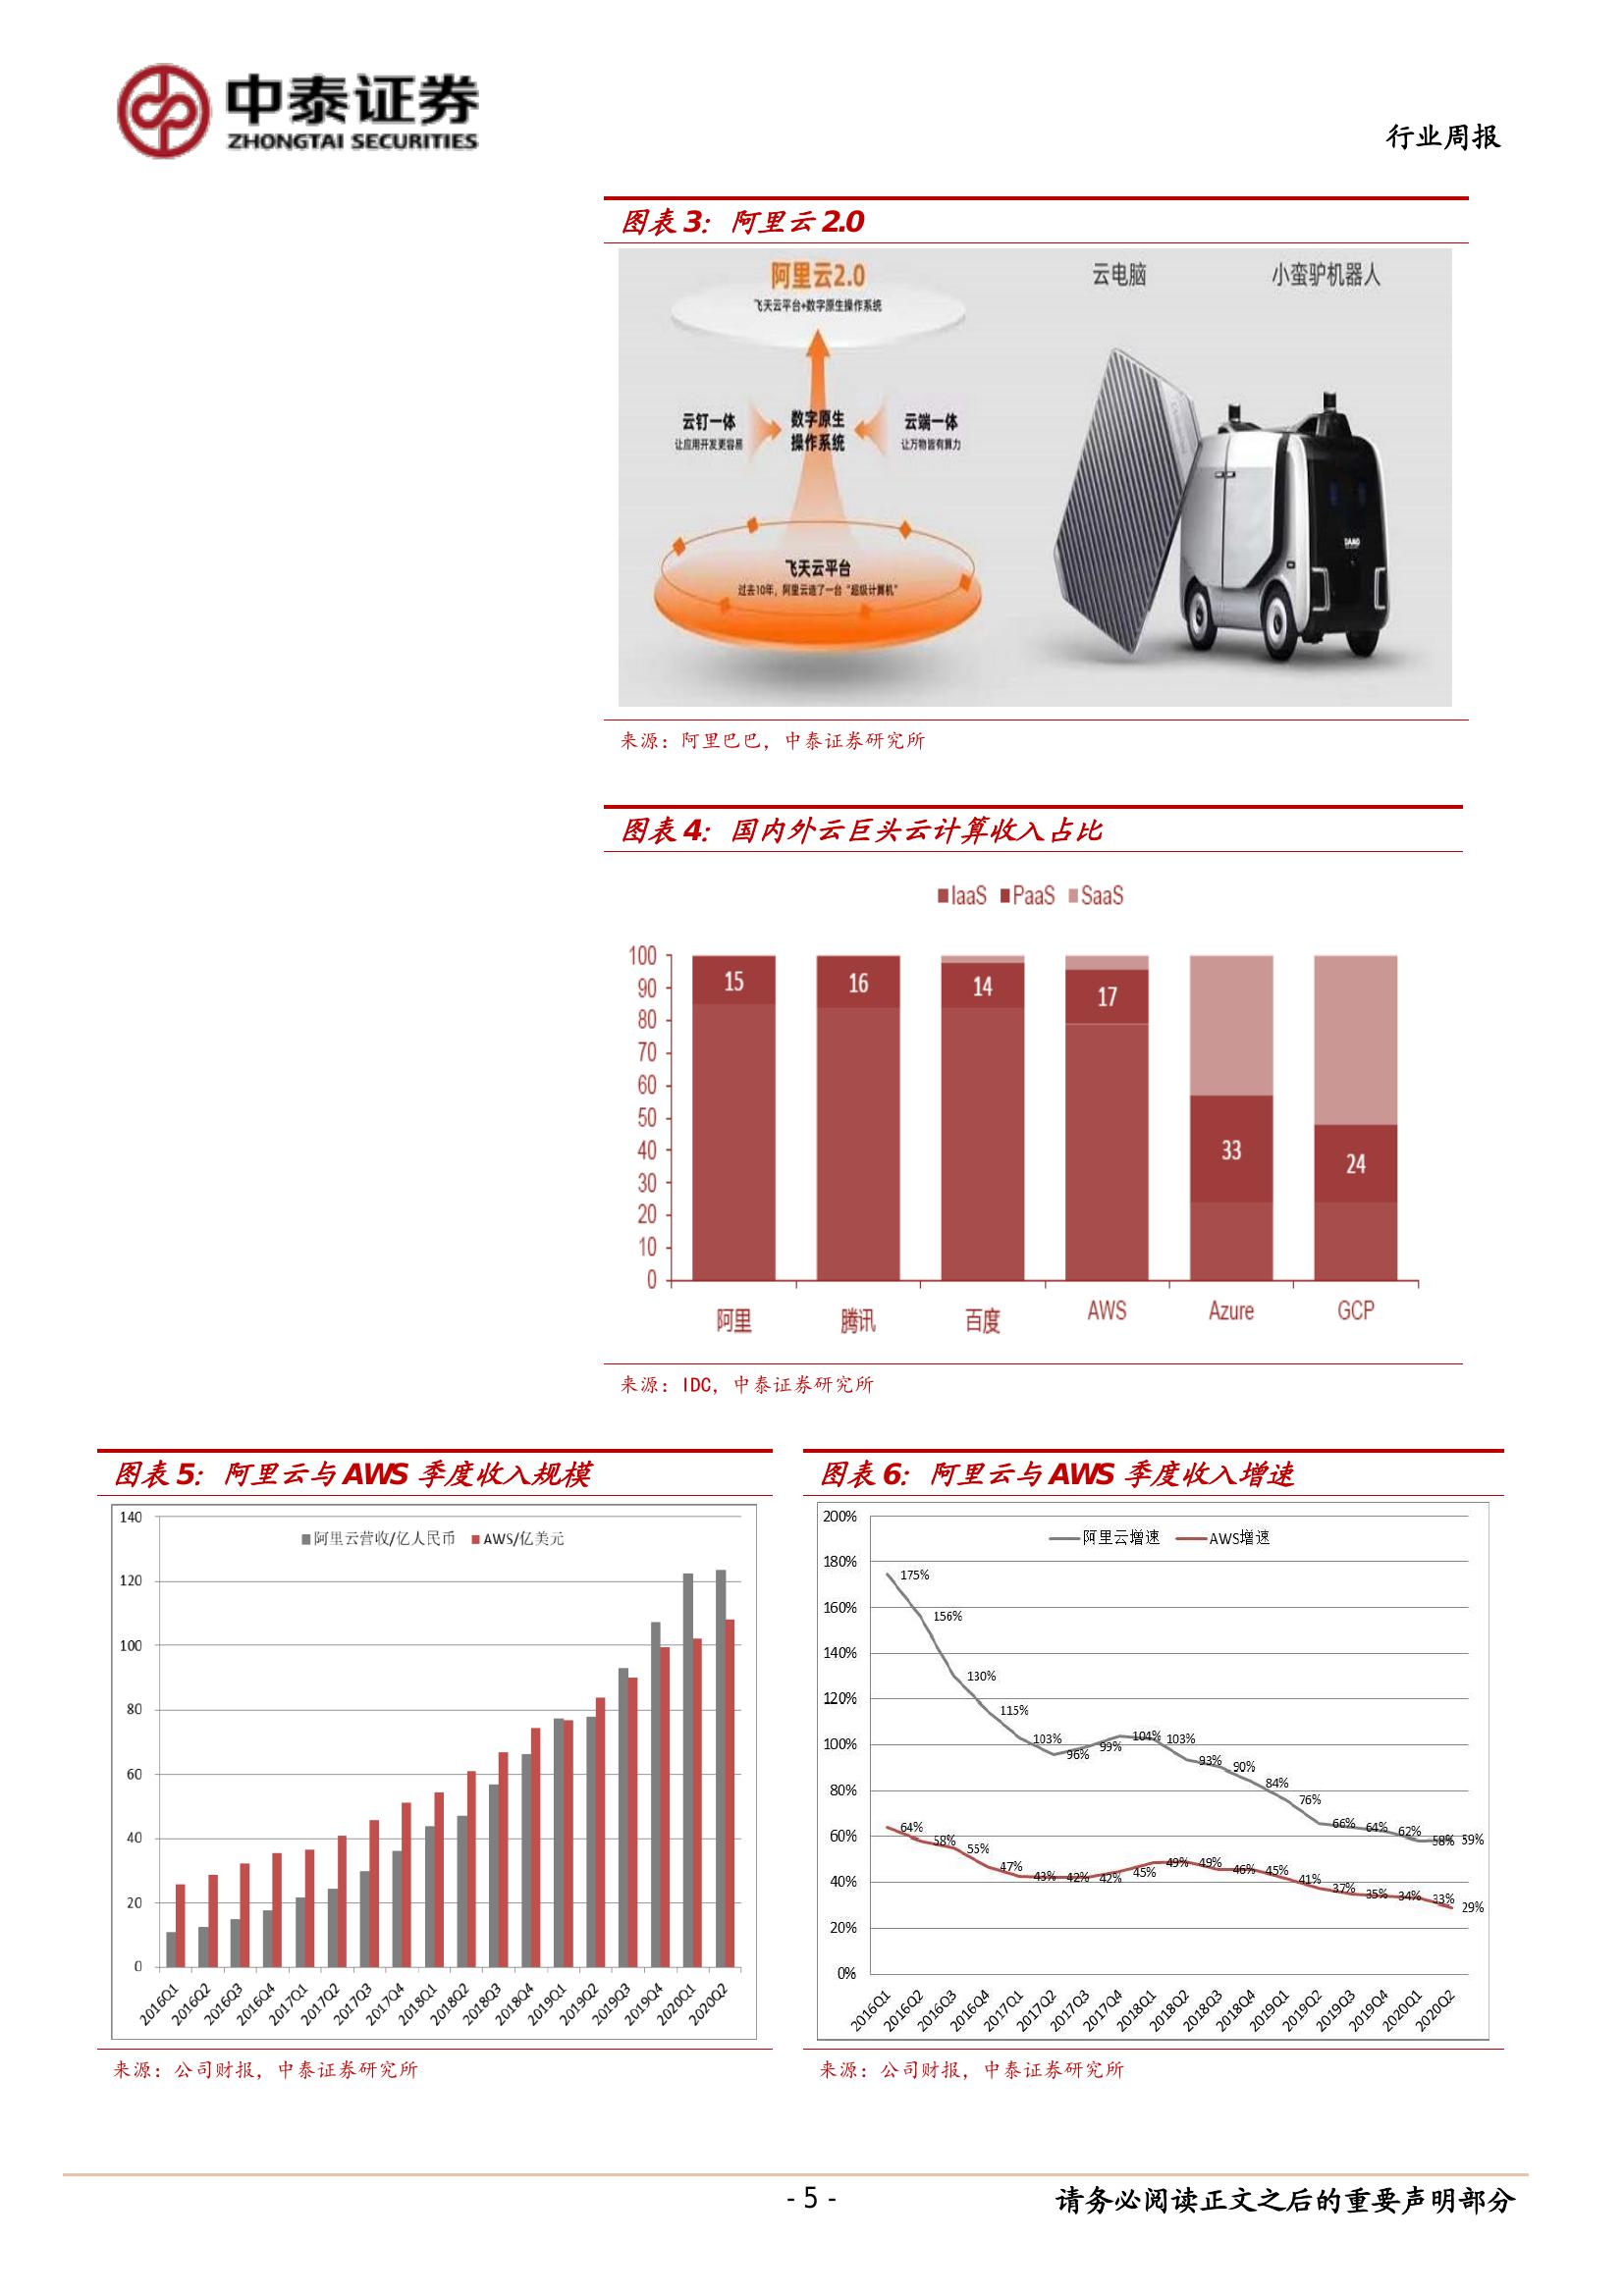 中泰证券
ZHONGTAI SECURITIES
行业周报
图表 3：阿里云 2.0
阿里云2.0
飞天云平台+数字原生操作系统
云电脑
小蛮驴机器人
云钉一体
让应用开发更容易
数字原生
操作系统
云端一体
让万物皆有算力
飞天云平台
过去10年，阿里云造了一台“超级计算机”
来源：阿里巴巴，中泰证券研究所
图表 4：国内外云巨头云计算收入占比
IaaS PaaS SaaS
100
90
80
70
60
50
40
30
20
10
0
15 16 14 17 33 24
阿里 腾讯 百度 AWS Azure GCP
来源：IDC，中泰证券研究所
图表 5：阿里云与 AWS 季度收入规模
阿里云营收/亿人民币 AWS/亿美元
140
120
100
80
60
40
20
0
2016Q1 2016Q2 2016Q3 2016Q4 2017Q1 2017Q2 2017Q3 2017Q4 2018Q1 2018Q2 2018Q3 2018Q4 2019Q1 2019Q2 2019Q3 2019Q4 2020Q1 2020Q2
来源：公司财报，中泰证券研究所
图表 6：阿里云与 AWS 季度收入增速
阿里云增速 AWS增速
200%
180%
160%
140%
120%
100%
80%
60%
40%
20%
0%
175% 156% 130% 115% 103% 96% 99% 104% 103% 93% 90% 84% 76% 66% 64% 62% 58% 59%
64% 58% 55% 47% 43% 42% 42% 45% 49% 49% 46% 45% 41% 37% 35% 34% 33% 29%
2016Q1 2016Q2 2016Q3 2016Q4 2017Q1 2017Q2 2017Q3 2017Q4 2018Q1 2018Q2 2018Q3 2018Q4 2019Q1 2019Q2 2019Q3 2019Q4 2020Q1 2020Q2
来源：公司财报，中泰证券研究所
- 5 -
请务必阅读正文之后的重要声明部分